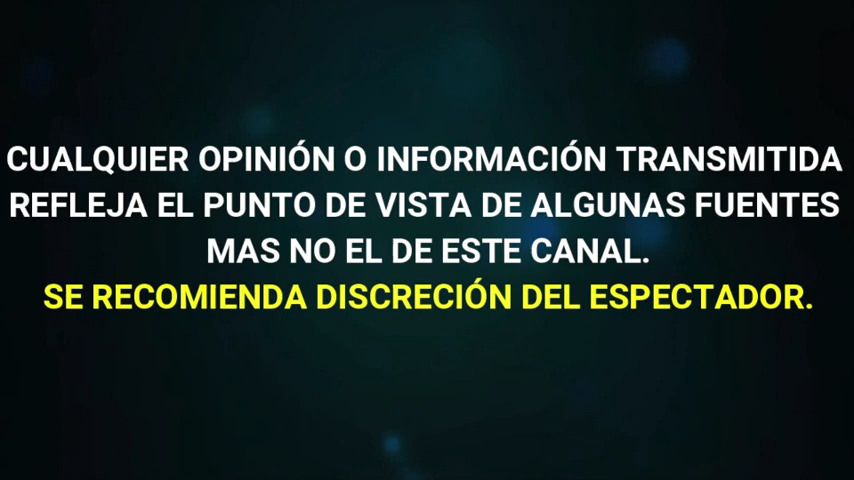 CUALQUIER OPINIÓN O INFORMACIÓN TRANSMITIDA
REFLEJA EL PUNTO DE VISTA DE ALGUNAS FUENTES
MAS NO EL DE ESTE CANAL.
SE RECOMIENDA DISCRECIÓN DEL ESPECTADOR.